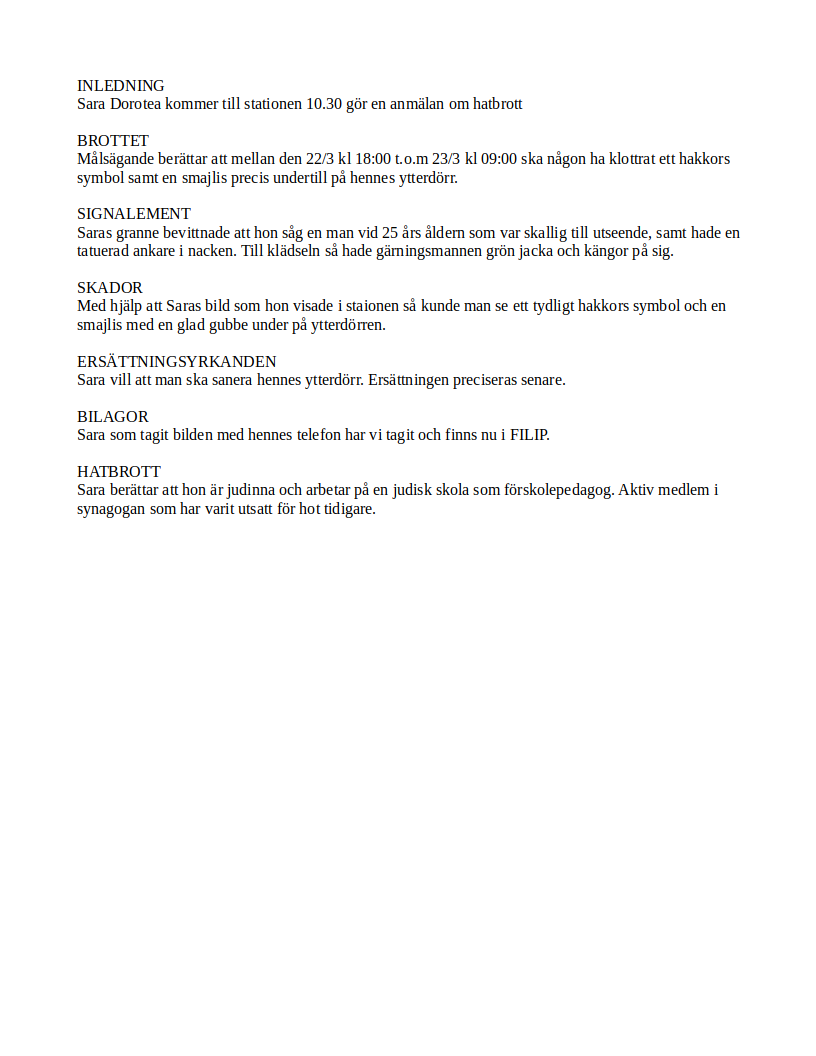 INLEDNING
Sara Dorotea kommer till stationen 10.30 gör en anmälan om hatbrott
BROTTET
Målsägande berättar att mellan den 22/3 kl 18:00 t.o.m 23/3 kl 09:00 ska någon ha klottrat ett hakkors
symbol samt en smajlis precis undertill på hennes ytterdörr.
SIGNALEMENT
Saras granne bevittnade att hon såg en man vid 25 års åldern som var skallig till utseende, samt hade en
tatuerad ankare i nacken. Till klädseln så hade gärningsmannen grön jacka och kängor på sig.
SKADOR
Med hjälp att Saras bild som hon visade i staionen så kunde man se ett tydligt hakkors symbol och en
smajlis med en glad gubbe under på ytterdörren.
ERSÄTTNINGSYRKANDEN
Sara vill att man ska sanera hennes ytterdörr. Ersättningen preciseras senare.
BILAGOR
Sara som tagit bilden med hennes telefon har vi tagit och finns nu i FILIP.
HATBROTT
Sara berättar att hon är judinna och arbetar på en judisk skola som förskolepedagog. Aktiv medlem i
synagogan som har varit utsatt för hot tidigare.